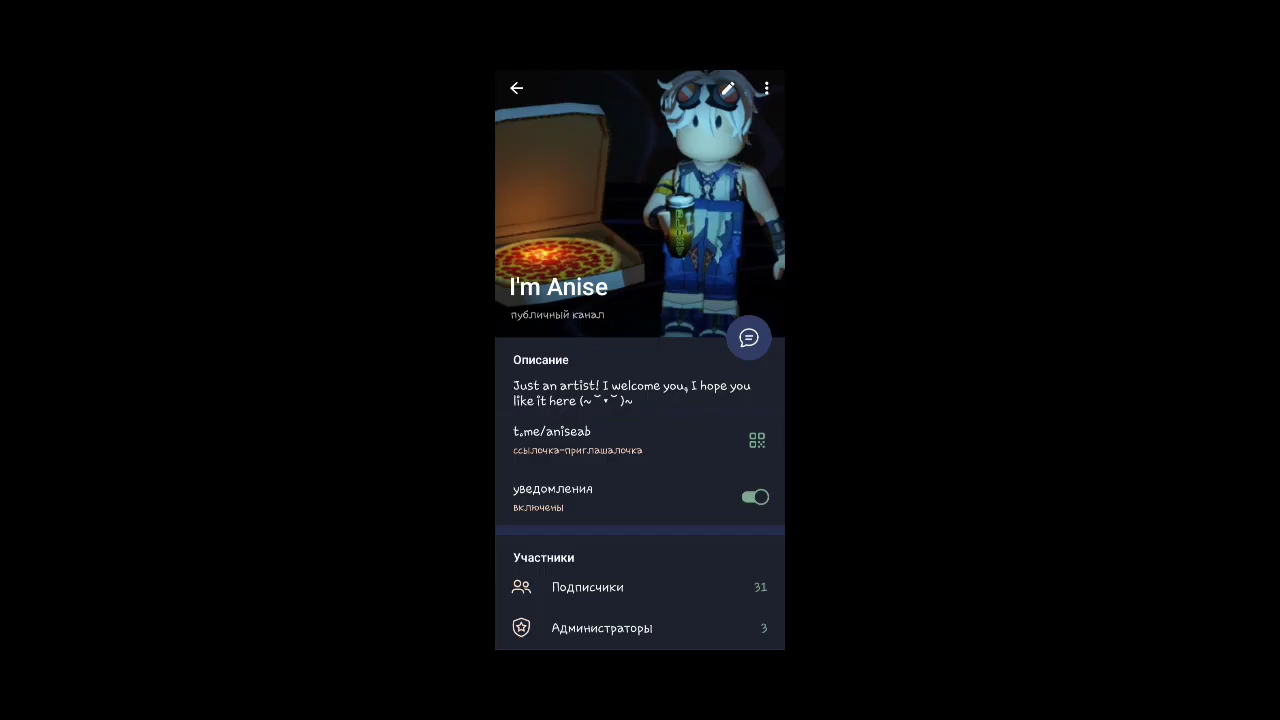 I'm Anise
публичный канал
Описание
Just an artist! I welcome you, I hope you
like it here (~ ˘ ▾ ˘ )~
t.me/aniseab
ссылочка-приглашалочка
уведомления
включены
Участники
Подписчики 31
Администраторы 3